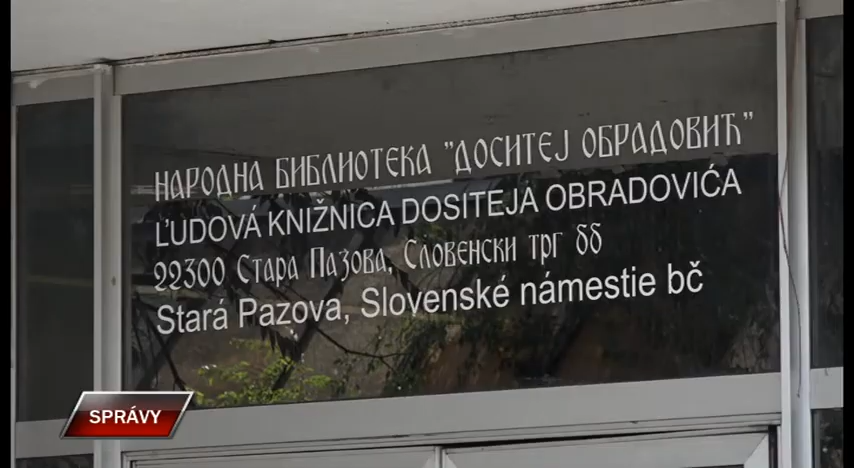 НАРОДНА БИБЛИОТЕКА "ДОСИТЕЈ ОБРАДОВИЋ"
ĽUDOVÁ KNIŽNICA DOSITEJA OBRADOVIĆA
22300 Стара Пазова, Словенски трг бб
Stará Pazova, Slovenské námestie bč
SPRÁVY